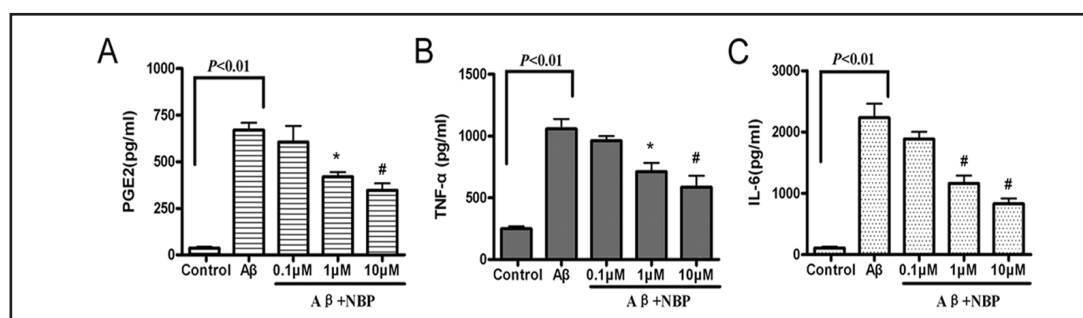 A
P<0.01
PGE2(pg/ml)
1000
750
500
250
0
*
#
Control Aβ 0.1μM 1μM 10μM
A β +NBP
B
P<0.01
TNF-α (pg/ml)
1500
1000
500
0
*
#
Control Aβ 0.1μM 1μM 10μM
A β +NBP
C
P<0.01
IL-6(pg/ml)
3000
2000
1000
0
#
#
Control Aβ 0.1μM 1μM 10μM
A β +NBP